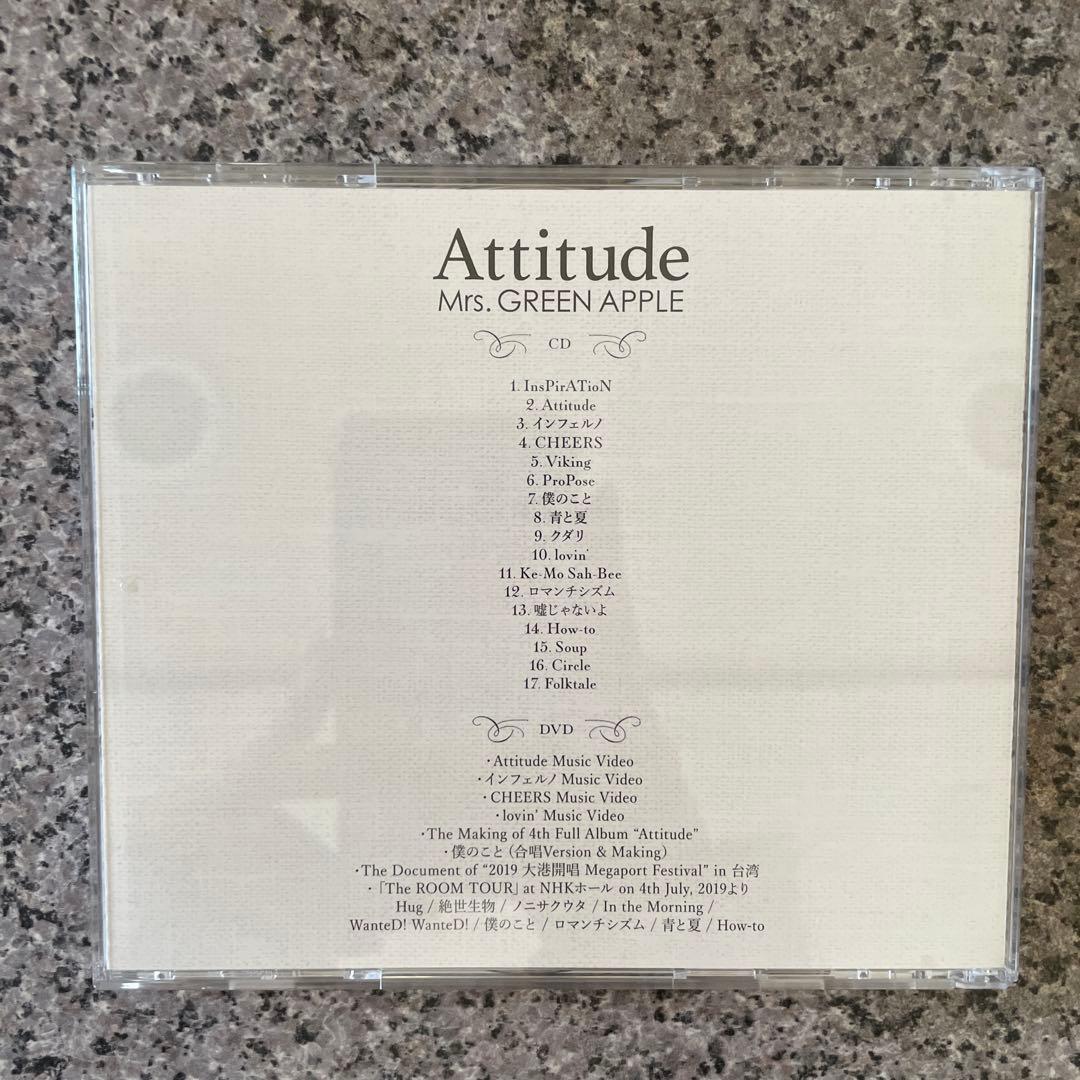 Attitude
Mrs. GREEN APPLE
CD
1. InsPirATioN
2. Attitude
3. インフェルノ
4. CHEERS
5. Viking
6. ProPose
7. 僕のこと
8. 青と夏
9. クダリ
10. lovin'
11. Ke-Mo Sah-Bee
12. ロマンチシズム
13. 嘘じゃないよ
14. How-to
15. Soup
16. Circle
17. Folktale
DVD
・Attitude Music Video
・インフェルノ Music Video
・CHEERS Music Video
・lovin' Music Video
・The Making of 4th Full Album “Attitude”
・僕のこと（合唱Version & Making）
・The Document of “2019 大港開唱 Megaport Festival” in 台湾
・「The ROOM TOUR」at NHKホール on 4th July, 2019より
Hug / 絶世生物 / ノニサクウタ / In the Morning /
WanteD! WanteD! / 僕のこと / ロマンチシズム / 青と夏 / How-to